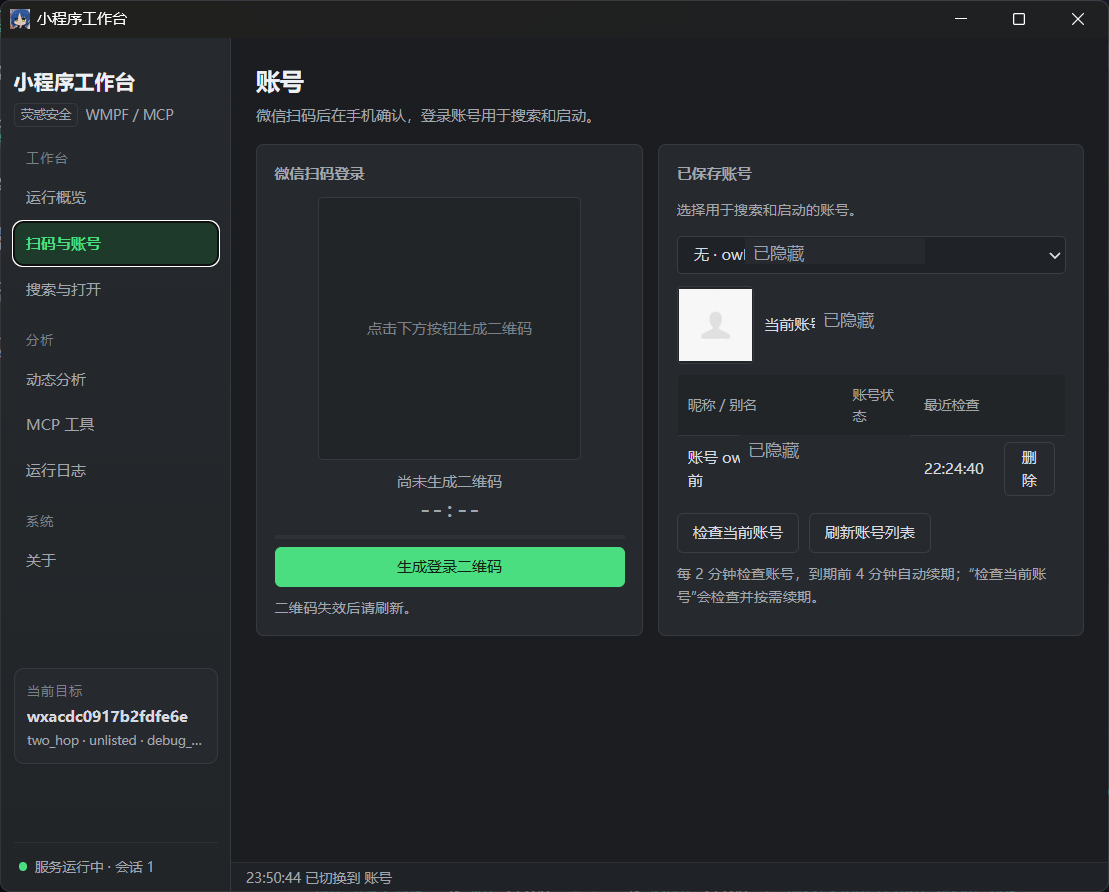 小程序工作台
小程序工作台
荧惑安全 WMPF / MCP
工作台
运行概览
扫码与账号
搜索与打开
分析
动态分析
MCP 工具
运行日志
系统
关于
当前目标
wxacdc0917b2fdfe6e
two_hop · unlisted · debug_...
服务运行中 · 会话 1
账号
微信扫码后在手机确认，登录账号用于搜索和启动。
微信扫码登录
点击下方按钮生成二维码
尚未生成二维码
--:--
生成登录二维码
二维码失效后请刷新。
已保存账号
选择用于搜索和启动的账号。
无 · owl 已隐藏
当前账号 已隐藏
昵称 / 别名
账号状
态
最近检查
账号 ow 已隐藏
前
22:24:40
删
除
检查当前账号 刷新账号列表
每 2 分钟检查账号，到期前 4 分钟自动续期；“检查当前账
号”会检查并按需续期。
23:50:44 已切换到 账号